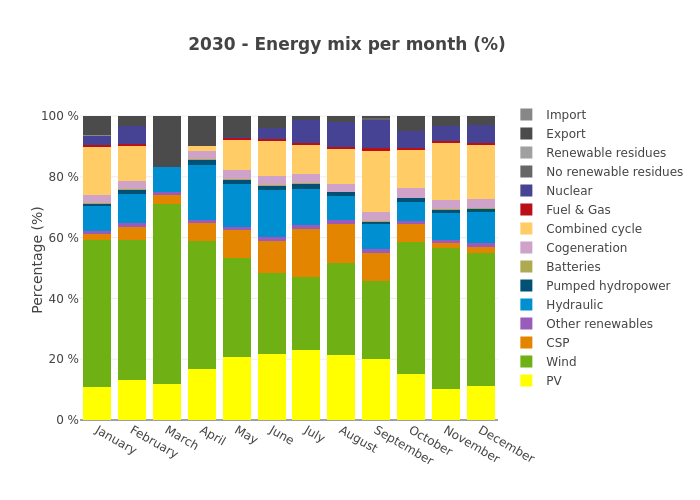 2030 - Energy mix per month (%)
100 %
80 %
60 %
40 %
20 %
0 %
Percentage (%)
January
February
March
April
May
June
July
August
September
October
November
December
Import
Export
Renewable residues
No renewable residues
Nuclear
Fuel & Gas
Combined cycle
Cogeneration
Batteries
Pumped hydropower
Hydraulic
Other renewables
CSP
Wind
PV